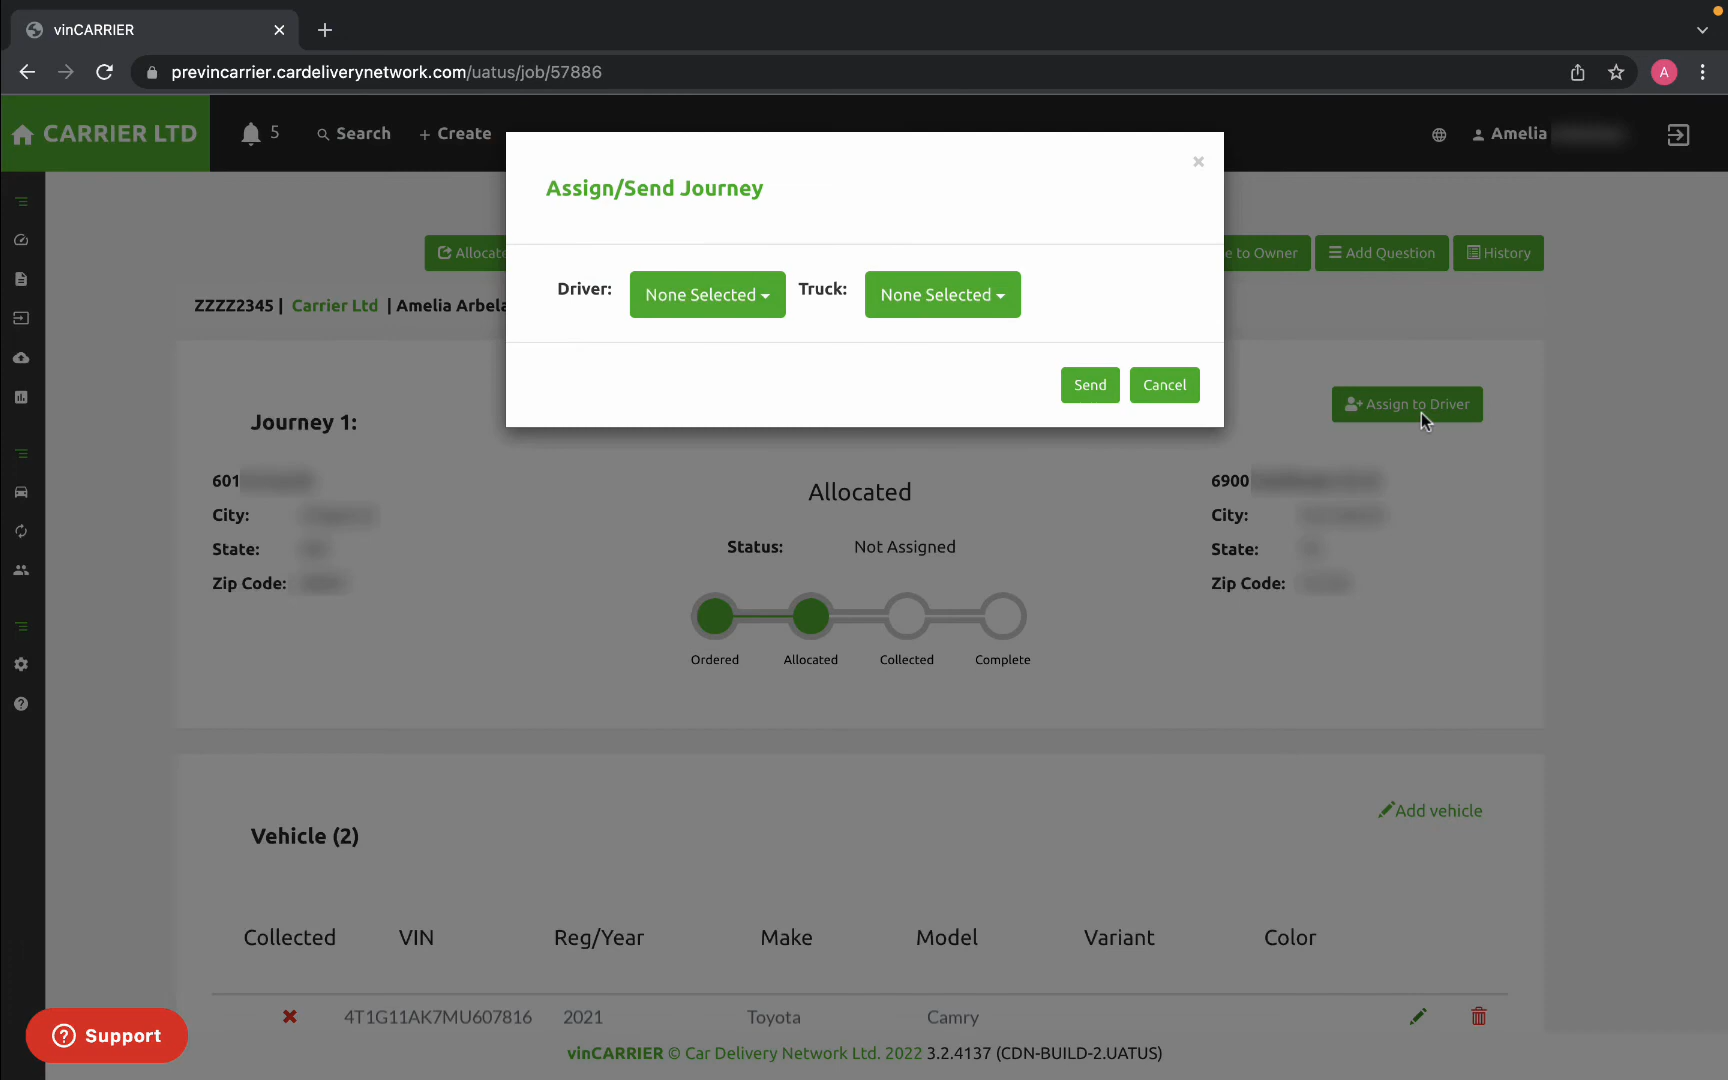 vinCARRIER
previncarrier.cardeliverynetwork.com/uatus/job/57886
A
CARRIER LTD
5
Search
+ Create
Amelia
Assign/Send Journey
×
Driver:
None Selected
Truck:
None Selected
Send
Cancel
Allocate
e to Owner
Add Question
History
ZZZZ2345 | Carrier Ltd | Amelia Arbela
Journey 1:
Assign to Driver
601
City:
State:
Zip Code:
Allocated
Status:
Not Assigned
Ordered
Allocated
Collected
Complete
6900
City:
State:
Zip Code:
Vehicle (2)
Add vehicle
Collected
VIN
Reg/Year
Make
Model
Variant
Color
4T1G11AK7MU607816
2021
Toyota
Camry
Support
vinCARRIER © Car Delivery Network Ltd. 2022 3.2.4137 (CDN-BUILD-2.UATUS)